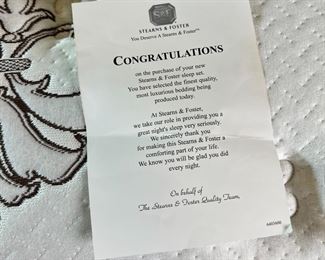 S&F
STEARNS & FOSTER
You Deserve A Stearns & Foster™
CONGRATULATIONS
on the purchase of your new
Stearns & Foster sleep set.
You have selected the finest quality,
most luxurious bedding being
produced today.
At Stearns & Foster,
we take our role in providing you a
great night's sleep very seriously.
We sincerely thank you
for making this Stearns & Foster a
comforting part of your life.
We know you will be glad you did
every night.
On behalf of
The Stearns & Foster Quality Team,